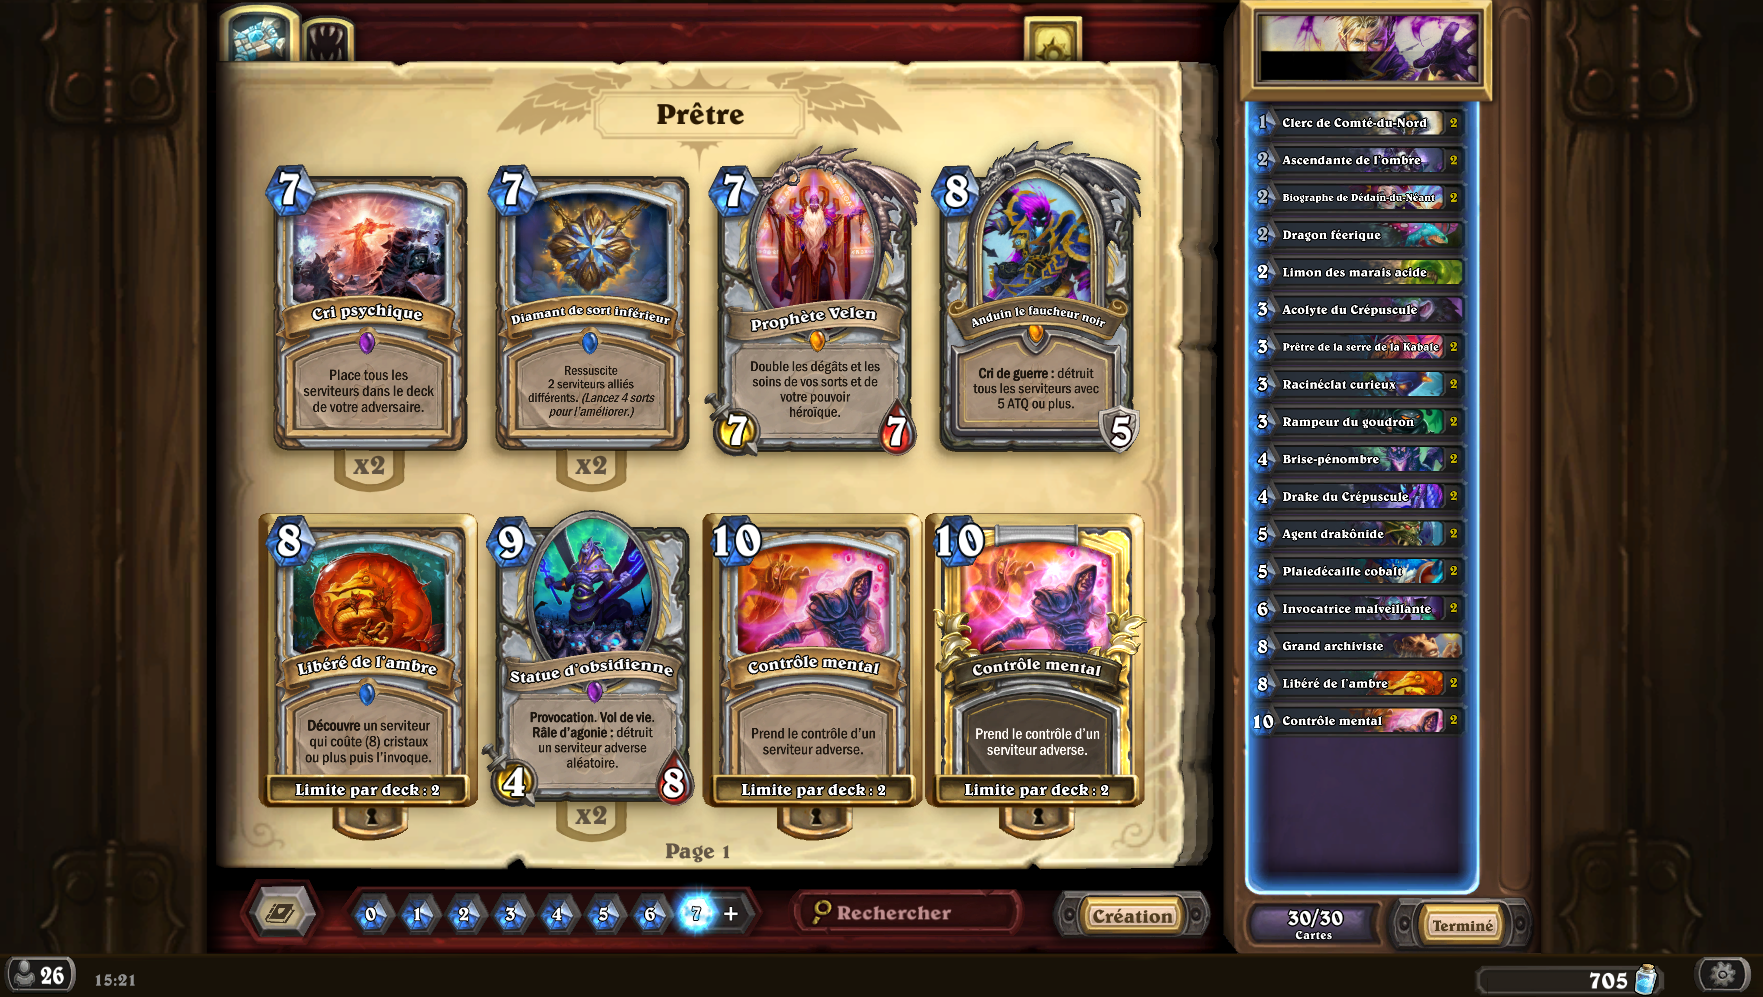 Prêtre
7
Cri psychique
Place tous les
serviteurs dans le deck
de votre adversaire.
x2
7
Diamant de sort inférieur
Ressuscite
2 serviteurs alliés
différents. (Lancez 4 sorts
pour l'améliorer.)
x2
7
Prophète Velen
Double les dégâts et les
soins de vos sorts et de
votre pouvoir
héroïque.
7
7
8
Anduin le faucheur noir
Cri de guerre : détruit
tous les serviteurs avec
5 ATQ ou plus.
5
8
Libéré de l'ambre
Découvre un serviteur
qui coûte (8) cristaux
ou plus puis l'invoque.
Limite par deck : 2
9
Statue d'obsidienne
Provocation. Vol de vie.
Râle d'agonie : détruit
un serviteur adverse
aléatoire.
4
8
x2
10
Contrôle mental
Prend le contrôle d'un
serviteur adverse.
Limite par deck : 2
10
Contrôle mental
Prend le contrôle d'un
serviteur adverse.
Limite par deck : 2
Page 1
0 1 2 3 4 5 6 7 +
Rechercher
Création
1 Clerc de Comté-du-Nord 2
2 Ascendante de l'ombre 2
2 Biographe de Dédain-du-Néant 2
2 Dragon féerique 2
2 Limon des marais acide
3 Acolyte du Crépuscule
3 Prêtre de la serre de la Kabale 2
3 Racinéclat curieux 2
3 Rampeur du goudron 2
4 Brise-pénombre 2
4 Drake du Crépuscule 2
5 Agent drakônide 2
5 Plaiedécaille cobalt 2
6 Invocatrice malveillante 2
8 Grand archiviste
8 Libéré de l'ambre 2
10 Contrôle mental 2
30/30
Cartes
Terminé
26
15:21
705